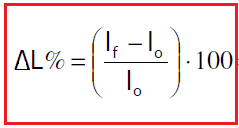 ΔL% = ( (l_f − l_o) / l_o ) · 100